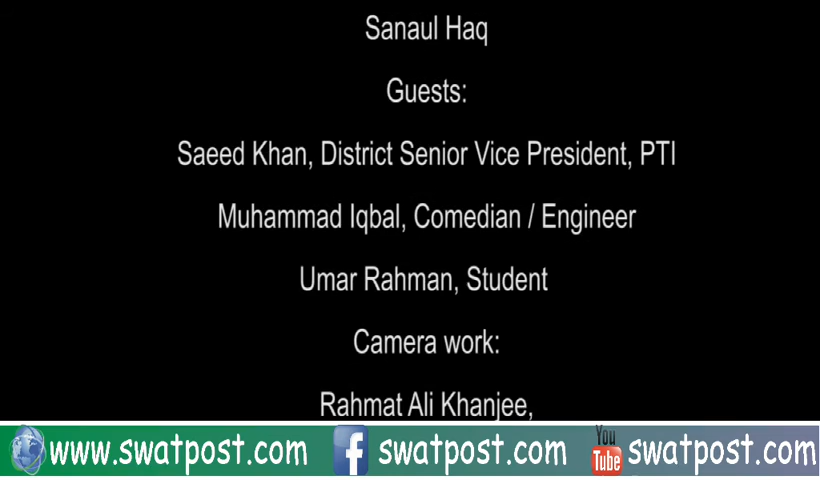 Sanaul Haq
Guests:
Saeed Khan, District Senior Vice President, PTI
Muhammad Iqbal, Comedian / Engineer
Umar Rahman, Student
Camera work:
Rahmat Ali Khanjee,
www.swatpost.com f swatpost.com You Tube swatpost.com